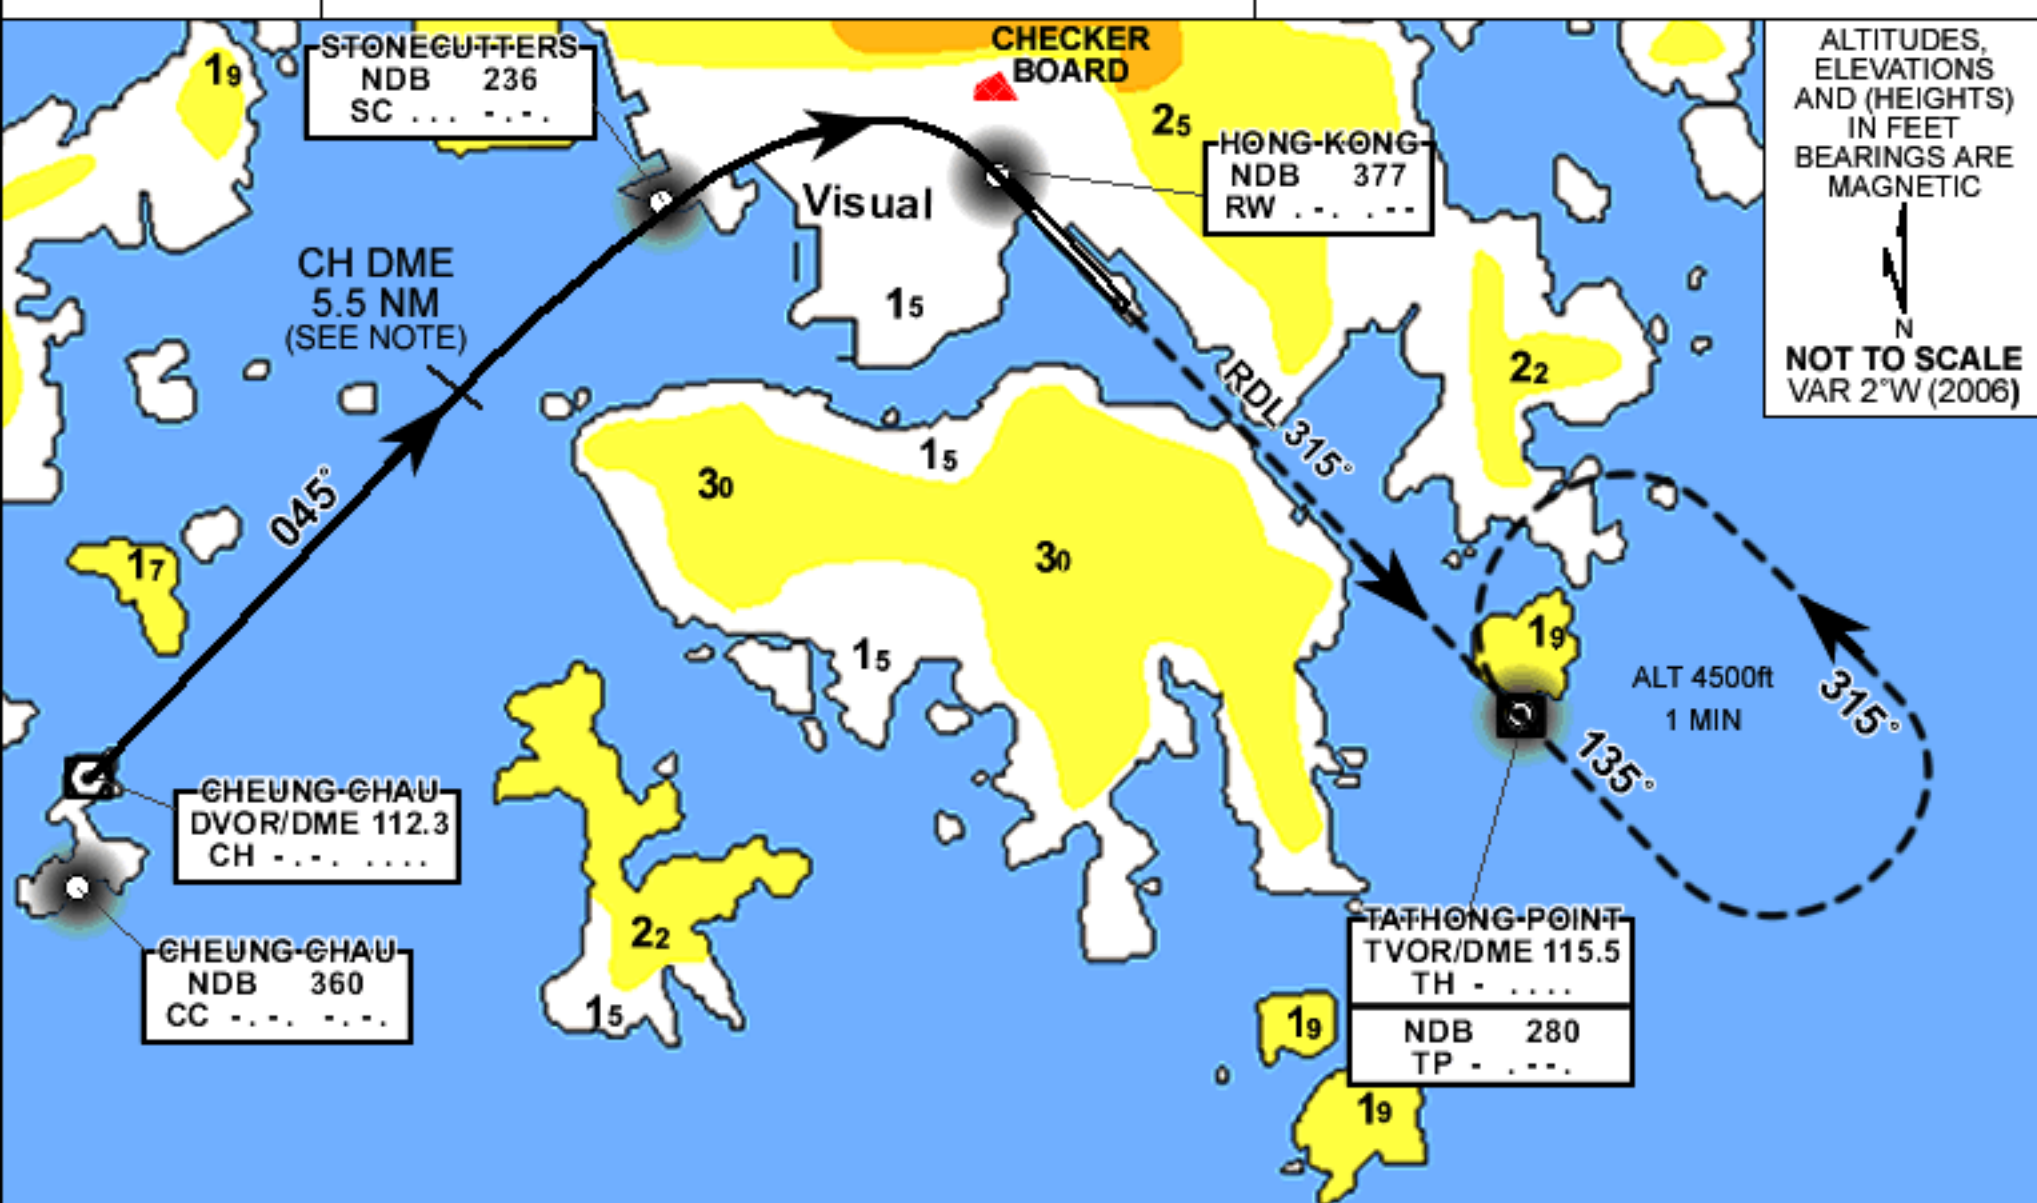 STONECUTTERS
NDB 236
SC ... -.-.
CHECKER
BOARD
ALTITUDES,
ELEVATIONS
AND (HEIGHTS)
IN FEET
BEARINGS ARE
MAGNETIC
N
NOT TO SCALE
VAR 2°W (2006)
19
25
HONG KONG
NDB 377
RW .-. .--
Visual
CH DME
5.5 NM
(SEE NOTE)
15
22
RDL 315°
15
30
045°
30
17
19
15
ALT 4500ft
1 MIN
315°
135°
CHEUNG CHAU
DVOR/DME 112.3
CH -.-. ....
CHEUNG CHAU
NDB 360
CC -.-. -.-.
22
15
TATHONG POINT
TVOR/DME 115.5
TH - ....
NDB 280
TP - .--.
19
19